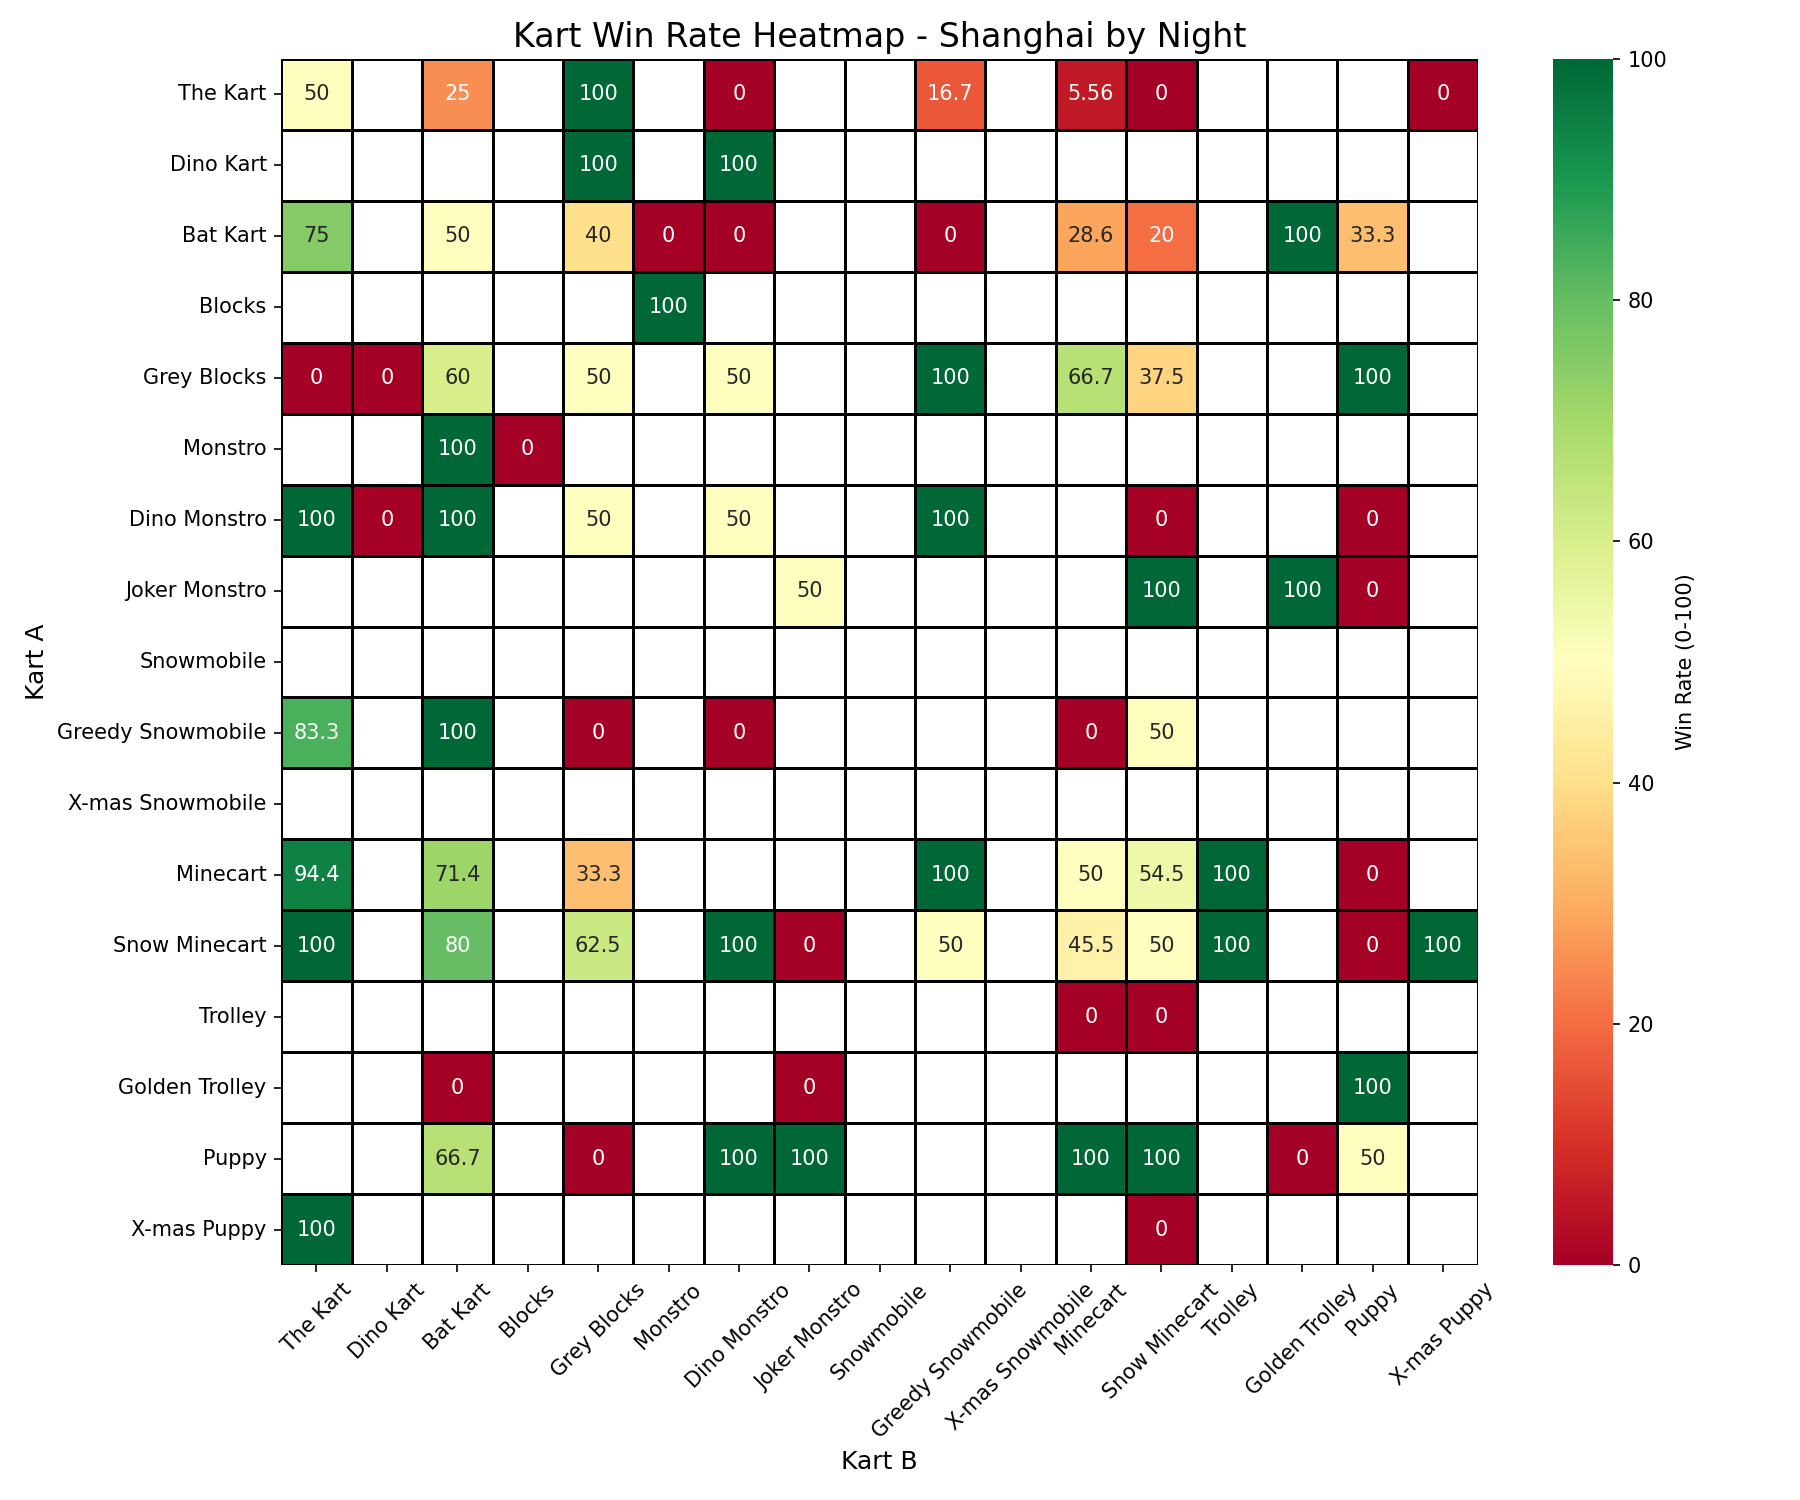 Kart Win Rate Heatmap - Shanghai by Night
The Kart 50 25 100 0 16.7 5.56 0 0
Dino Kart 100 100
Bat Kart 75 50 40 0 0 0 28.6 20 100 33.3
Blocks 100
Grey Blocks 0 0 60 50 50 100 66.7 37.5 100
Monstro 100 0
Dino Monstro 100 0 100 50 50 100 0 0
Joker Monstro 50 100 100 0
Snowmobile
Greedy Snowmobile 83.3 100 0 0 0 50
X-mas Snowmobile
Minecart 94.4 71.4 33.3 100 50 54.5 100 0
Snow Minecart 100 80 62.5 100 0 50 45.5 50 100 0 100
Trolley 0 0
Golden Trolley 0 0 100
Puppy 66.7 0 100 100 100 100 0 50
X-mas Puppy 100 0
The Kart
Dino Kart
Bat Kart
Blocks
Grey Blocks
Monstro
Dino Monstro
Joker Monstro
Snowmobile
Greedy Snowmobile
X-mas Snowmobile
Minecart
Snow Minecart
Trolley
Golden Trolley
Puppy
X-mas Puppy
Kart A
Kart B
100
80
60
40
20
0
Win Rate (0-100)